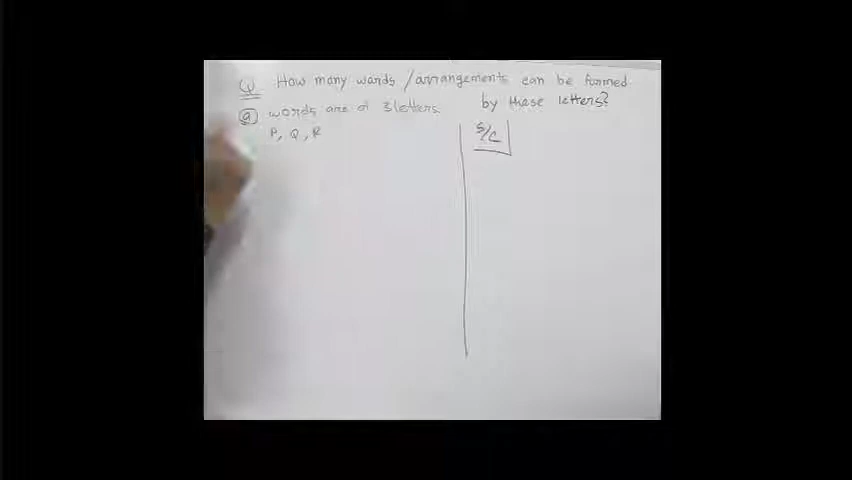 Q How many words / arrangements can be formed
by these letters?
(a) words are of 3 letters.
P, Q, R
S/C